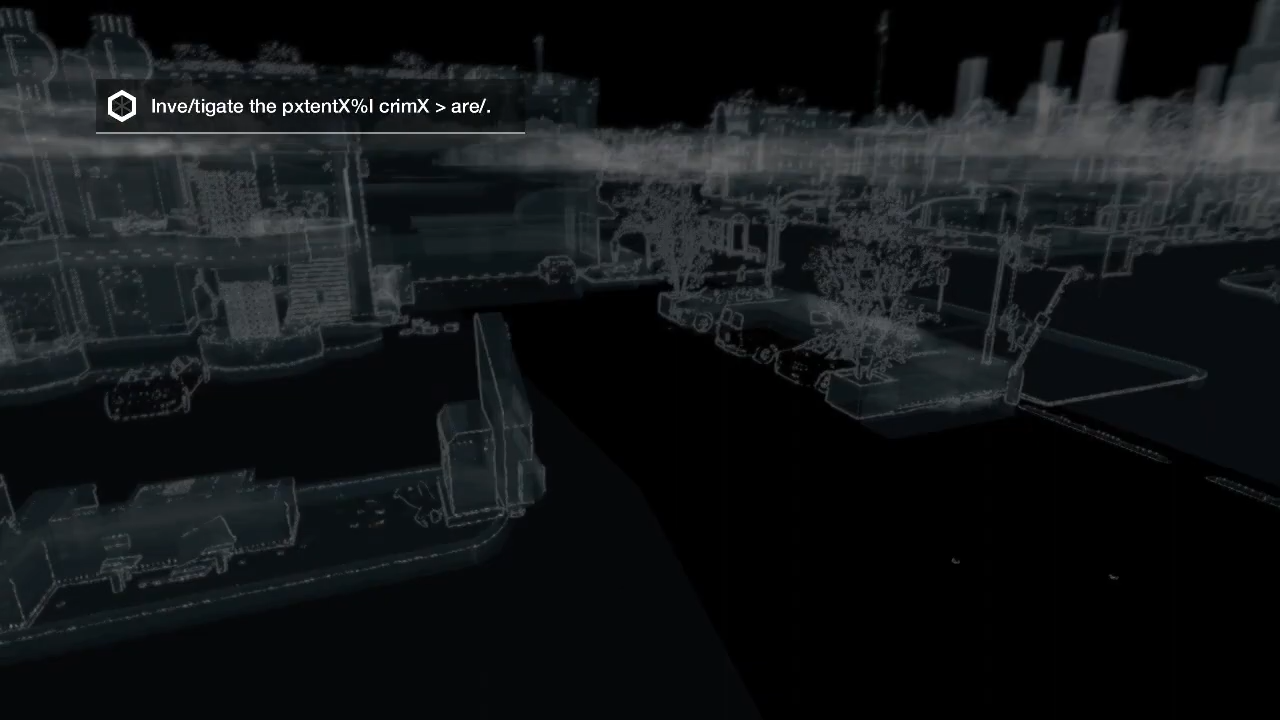 Inve/tigate the pxtentX%l crimX > are/.